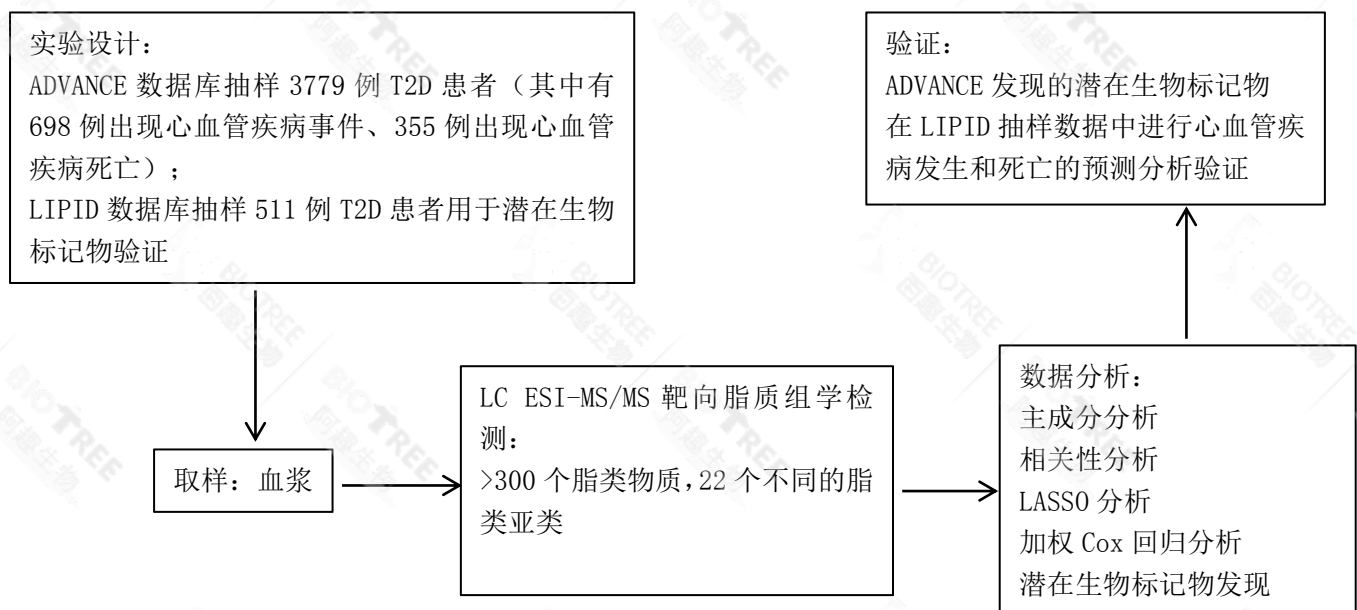 实验设计：
ADVANCE 数据库抽样 3779 例 T2D 患者（其中有
698 例出现心血管疾病事件、355 例出现心血管
疾病死亡）；
LIPID 数据库抽样 511 例 T2D 患者用于潜在生物
标记物验证
取样：血浆
LC ESI-MS/MS 靶向脂质组学检
测：
>300 个脂类物质，22 个不同的脂
类亚类
数据分析：
主成分分析
相关性分析
LASSO 分析
加权 Cox 回归分析
潜在生物标记物发现
验证：
ADVANCE 发现的潜在生物标记物
在 LIPID 抽样数据中进行心血管疾
病发生和死亡的预测分析验证
BIOTREE
阿趣生物